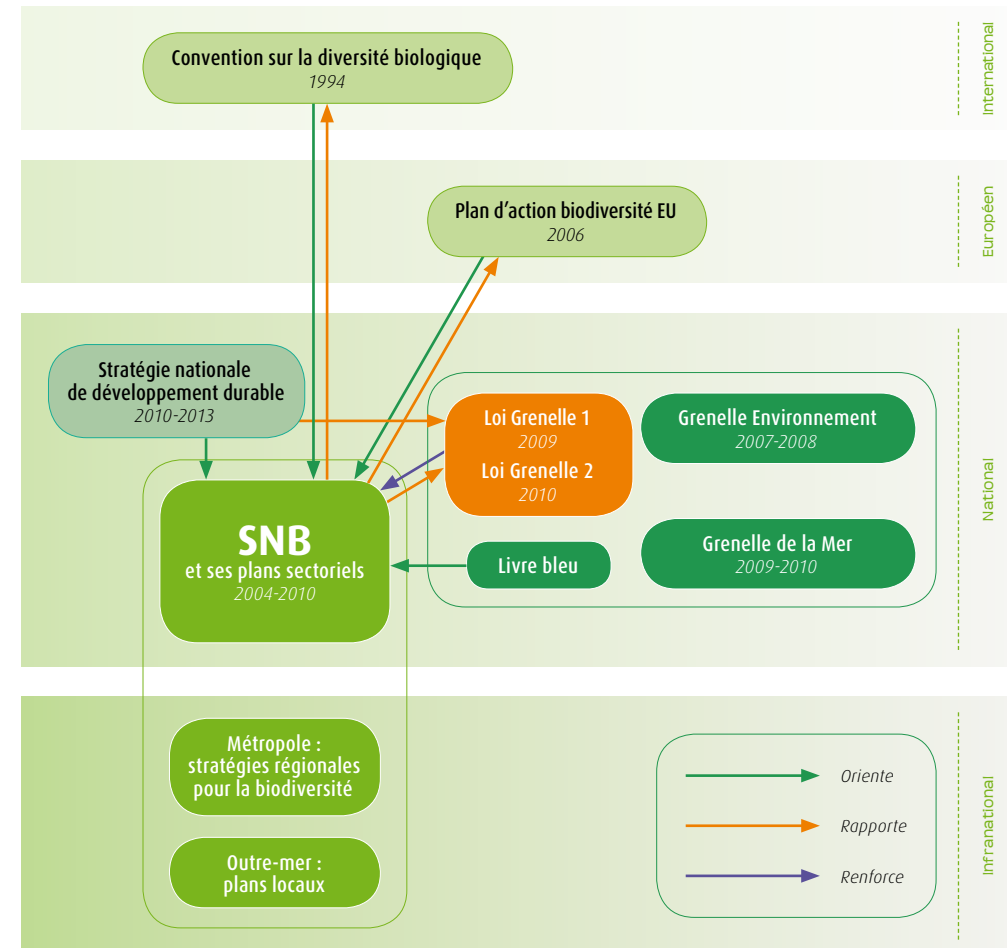 International
Convention sur la diversité biologique
1994
Européen
Plan d'action biodiversité EU
2006
National
Stratégie nationale
de développement durable
2010-2013
Loi Grenelle 1
2009
Loi Grenelle 2
2010
Grenelle Environnement
2007-2008
SNB
et ses plans sectoriels
2004-2010
Livre bleu
Grenelle de la Mer
2009-2010
Infranational
Métropole :
stratégies régionales
pour la biodiversité
Outre-mer :
plans locaux
Oriente
Rapporte
Renforce